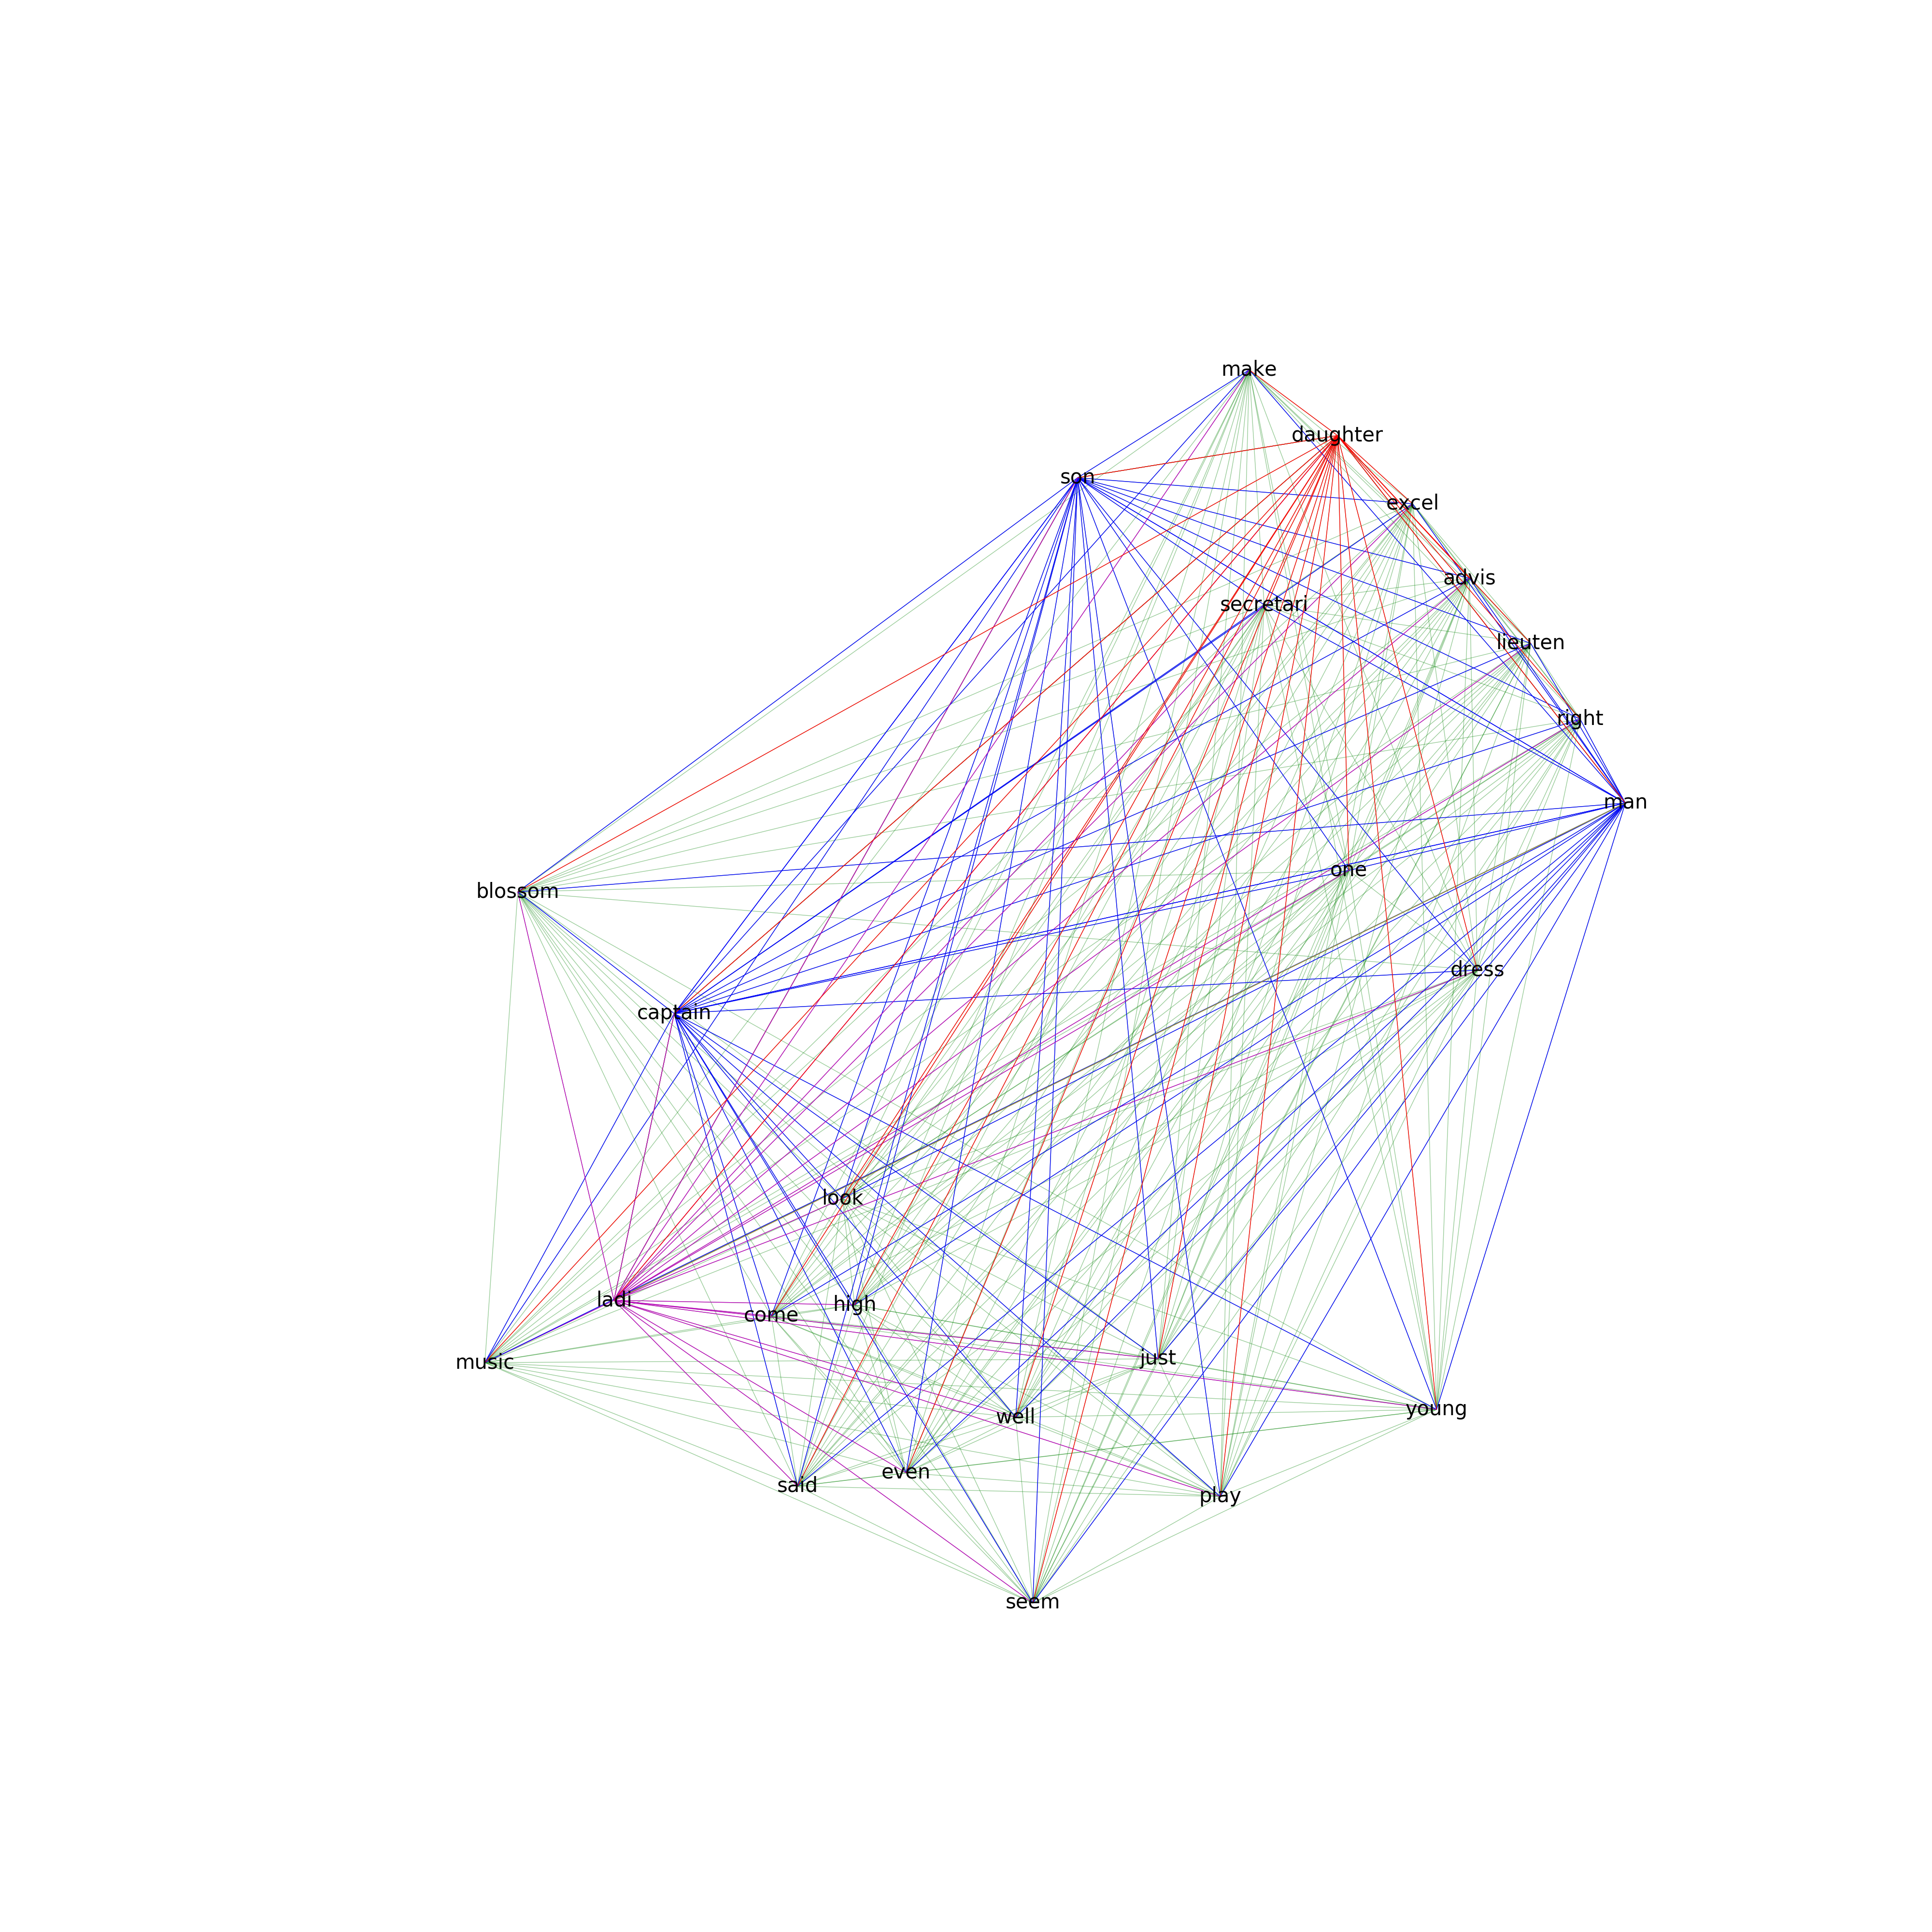 make
daughter
son
excel
advis
secretari
lieuten
right
man
one
blossom
dress
captain
look
ladi
high
come
just
music
young
well
even
said
play
seem